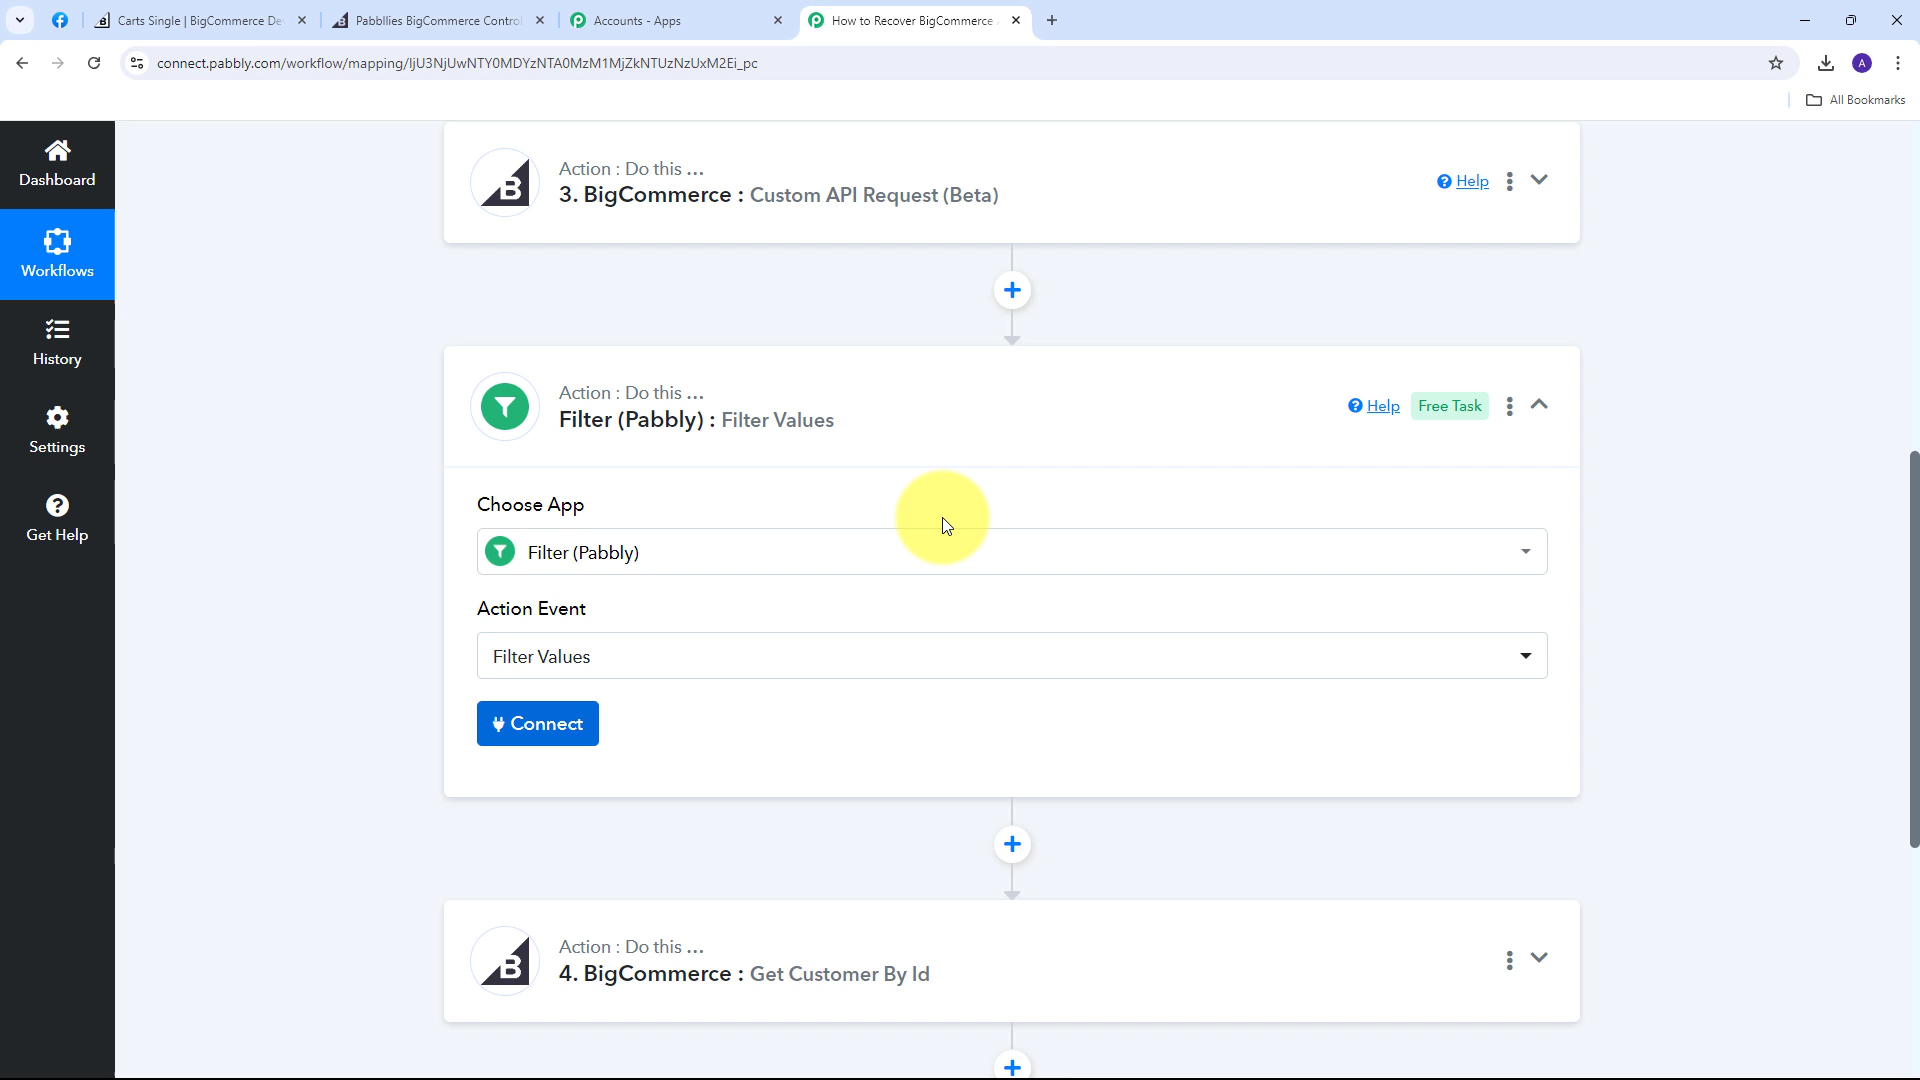 Carts Single | BigCommerce De
Pabbllies BigCommerce Control
Accounts - Apps
How to Recover BigCommerce
connect.pabbly.com/workflow/mapping/IjU3NjUwNTY0MDYzNTA0MzM1MjZkNTUzNzUxM2Ei_pc
A
All Bookmarks
Dashboard
Workflows
History
Settings
Get Help
Action : Do this ...
3. BigCommerce : Custom API Request (Beta)
Help
Action : Do this ...
Filter (Pabbly) : Filter Values
Help
Free Task
Choose App
Filter (Pabbly)
Action Event
Filter Values
Connect
Action : Do this ...
4. BigCommerce : Get Customer By Id